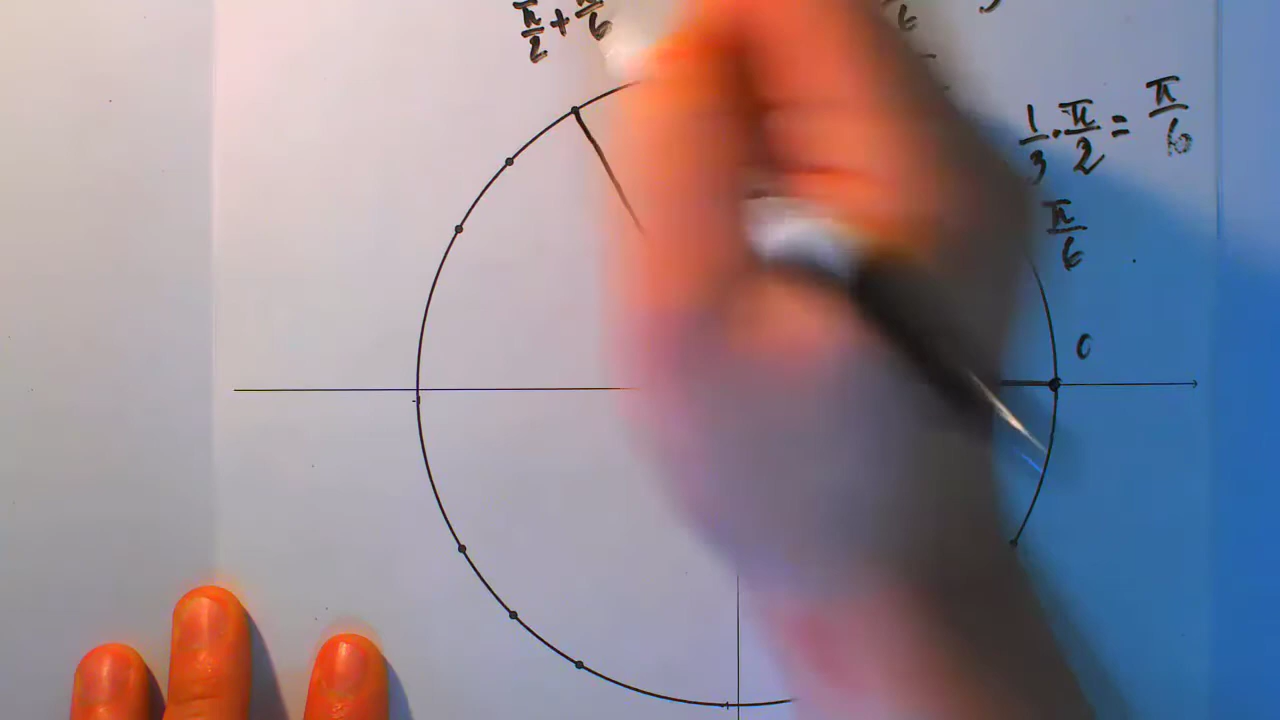 π/2 + π/6
1/3 · π/2 = π/6
π/6
0